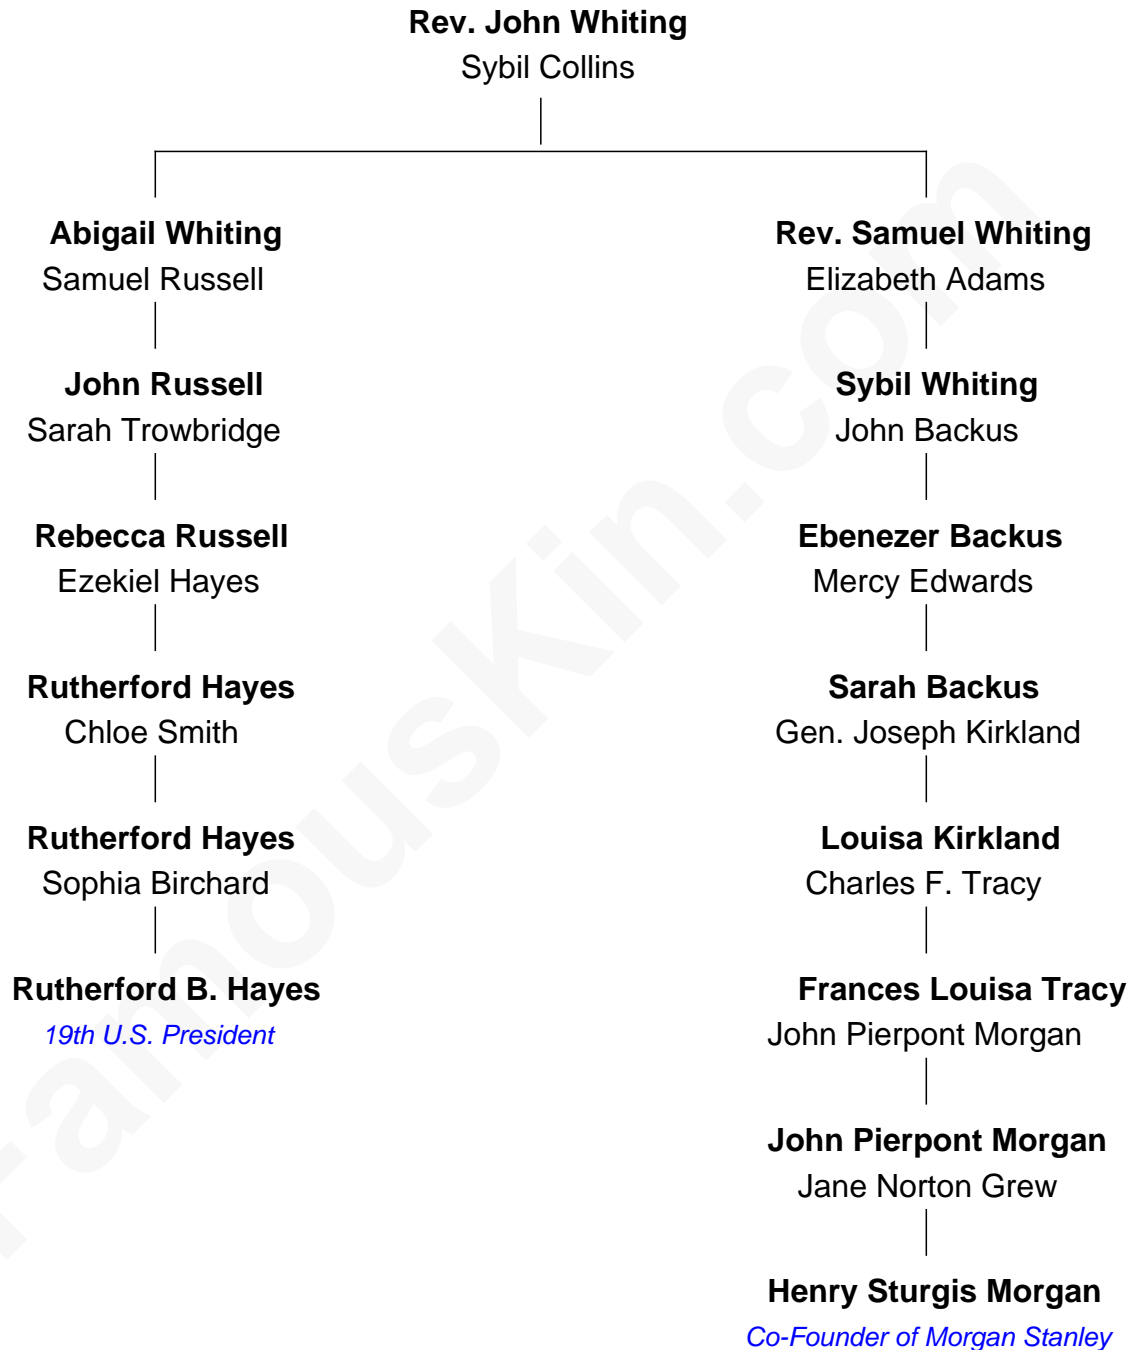 Rev. John Whiting
Sybil Collins
Abigail Whiting
Samuel Russell
Rev. Samuel Whiting
Elizabeth Adams
John Russell
Sarah Trowbridge
Sybil Whiting
John Backus
Rebecca Russell
Ezekiel Hayes
Ebenezer Backus
Mercy Edwards
Rutherford Hayes
Chloe Smith
Sarah Backus
Gen. Joseph Kirkland
Rutherford Hayes
Sophia Birchard
Louisa Kirkland
Charles F. Tracy
Rutherford B. Hayes
19th U.S. President
Frances Louisa Tracy
John Pierpont Morgan
John Pierpont Morgan
Jane Norton Grew
Henry Sturgis Morgan
Co-Founder of Morgan Stanley
FamousKin.com